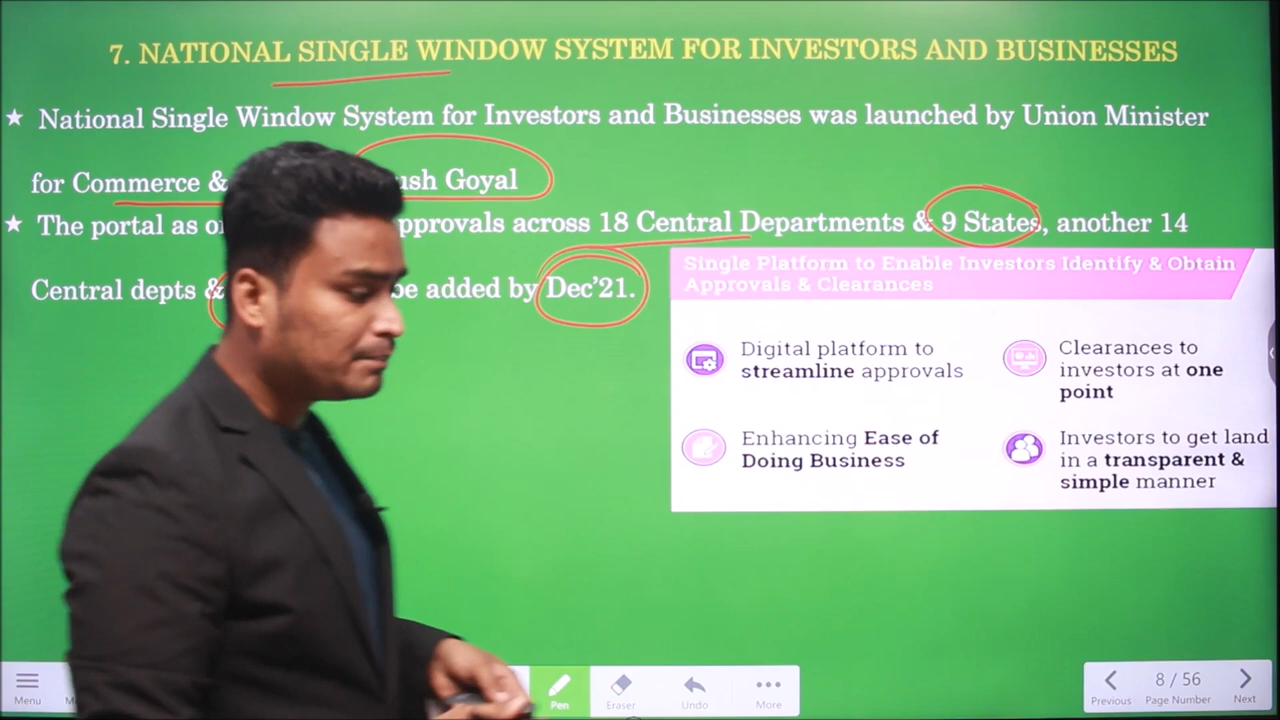 7. NATIONAL SINGLE WINDOW SYSTEM FOR INVESTORS AND BUSINESSES
★ National Single Window System for Investors and Businesses was launched by Union Minister
for Commerce & ush Goyal
★ The portal as approvals across 18 Central Departments & 9 States, another 14
Central depts & be added by Dec'21.
Single Platform to Enable Investors Identify & Obtain
Approvals & Clearances
Digital platform to
streamline approvals
Clearances to
investors at one
point
Enhancing Ease of
Doing Business
Investors to get land
in a transparent &
simple manner
Menu
Pen
Eraser
Undo
More
8 / 56
Previous
Page Number
Next